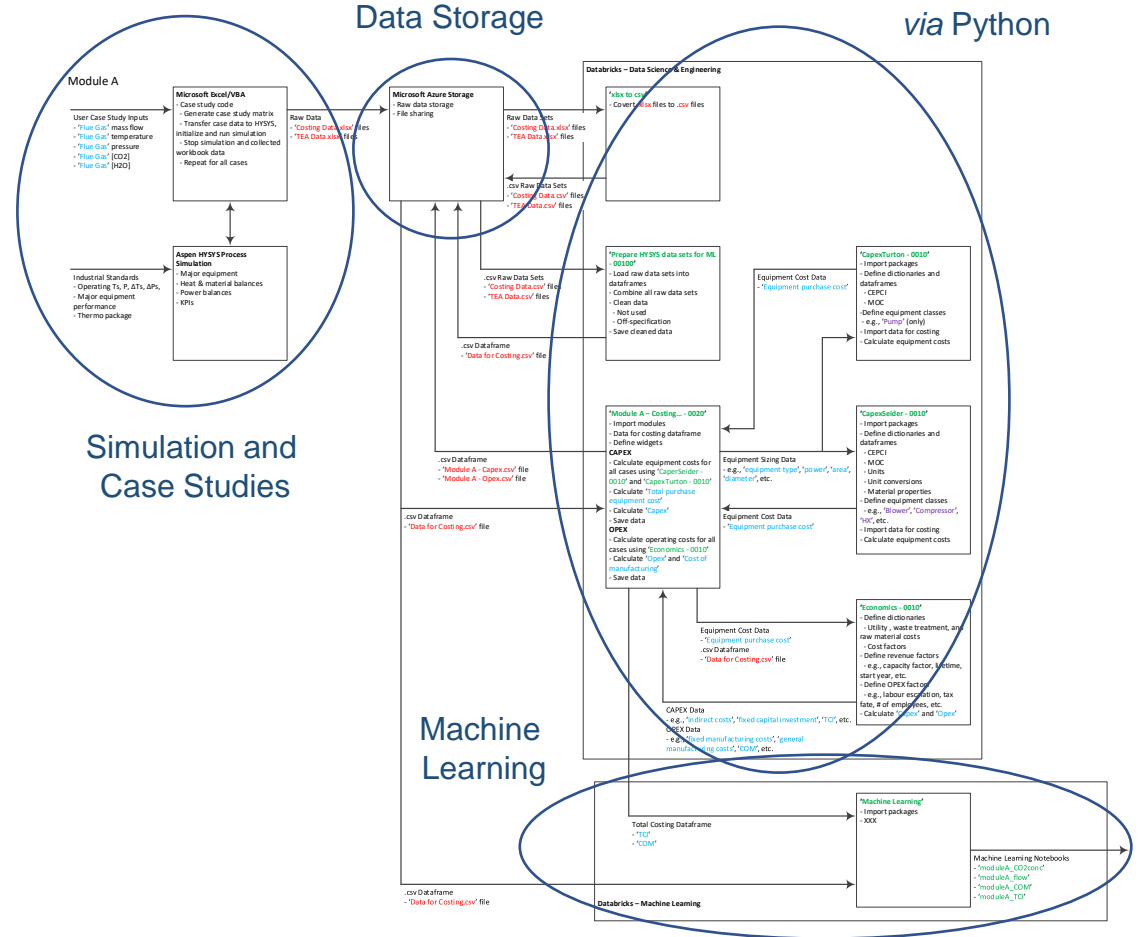 Data Storage
via Python
Module A
User Case Study Inputs
- 'Flue Gas' mass flow
- 'Flue Gas' temperature
- 'Flue Gas' pressure
- 'Flue Gas' [CO2]
- 'Flue Gas' [H2O]
Microsoft Excel/VBA
- Case study code
- Generate case study matrix
- Transfer case data to HYSYS,
initialize and run simulation
- Stop simulation and collected
workbook data
- Repeat for all cases
Raw Data
- 'Costing Data.xlsx' files
- 'TEA Data.xlsx' files
Microsoft Azure Storage
- Raw data storage
- File sharing
Raw Data Sets
- 'Costing Data.xlsx' files
- 'TEA Data.xlsx' files
.csv Raw Data Sets
- 'Costing Data.csv' files
- 'TEA Data.csv' files
Databricks – Data Science & Engineering
'xlsx to csv'
- Covert .xlsx files to .csv files
Industrial Standards
- Operating Ts, P, ΔTs, ΔPs,
- Major equipment
performance
- Thermo package
Aspen HYSYS Process
Simulation
- Major equipment
- Heat & material balances
- Power balances
- KPIs
.csv Raw Data Sets
- 'Costing Data.csv' files
- 'TEA Data.csv' files
.csv Dataframe
- 'Data for Costing.csv' file
'Prepare HYSYS data sets for ML -
00100'
- Load raw data sets into
dataframes
- Combine all raw data sets
- Clean data
- Not used
- Off-specification
- Save cleaned data
Equipment Cost Data
- 'Equipment purchase cost'
'CapexTurton - 0010'
- Import packages
- Define dictionaries and
dataframes
- CEPCI
- MOC
-Define equipment classes
- e.g., 'Pump' (only)
- Import data for costing
- Calculate equipment costs
Simulation and
Case Studies
.csv Dataframe
- 'Module A - Capex.csv' file
- 'Module A - Opex.csv' file
.csv Dataframe
- 'Data for Costing.csv' file
'Module A – Costing... - 0020'
- Import modules
- Data for costing dataframe
- Define widgets
CAPEX
- Calculate equipment costs for
all cases using 'CaperSeider -
0010' and 'CapexTurton - 0010'
- Calculate 'Total purchase
equipment cost'
- Calculate 'Capex'
- Save data
OPEX
- Calculate operating costs for all
cases using 'Economics - 0010'
- Calculate 'Opex' and 'Cost of
manufacturing'
- Save data
Equipment Sizing Data
- e.g., 'equipment type', 'power', 'area',
'diameter', etc.
Equipment Cost Data
- 'Equipment purchase cost'
'CapexSeider - 0010'
- Import packages
- Define dictionaries and
dataframes
- CEPCI
- MOC
- Units
- Unit conversions
- Material properties
- Define equipment classes
- e.g., 'Blower', 'Compressor',
'HX', etc.
- Import data for costing
- Calculate equipment costs
Equipment Cost Data
- 'Equipment purchase cost'
.csv Dataframe
- 'Data for Costing.csv' file
'Economics - 0010'
- Define dictionaries
- Utility , waste treatment, and
raw material costs
- Cost factors
- Define revenue factors
- e.g., capacity factor, lifetime,
start year, etc.
- Define OPEX factors
- e.g., labour escalation, tax
fate, # of employees, etc.
- Calculate 'Capex' and 'Opex'
CAPEX Data
- e.g., 'indirect costs', 'fixed capital investment', 'TCI', etc.
OPEX Data
- e.g., 'fixed manufacturing costs', 'general
manufacturing costs', 'COM', etc.
Machine
Learning
Total Costing Dataframe
- 'TCI'
- 'COM'
'Machine Learning'
- Import packages
- XXX
Machine Learning Notebooks
- 'moduleA_CO2conc'
- 'moduleA_flow'
- 'moduleA_COM'
- 'moduleA_TCI'
.csv Dataframe
- 'Data for Costing.csv' file
Databricks – Machine Learning